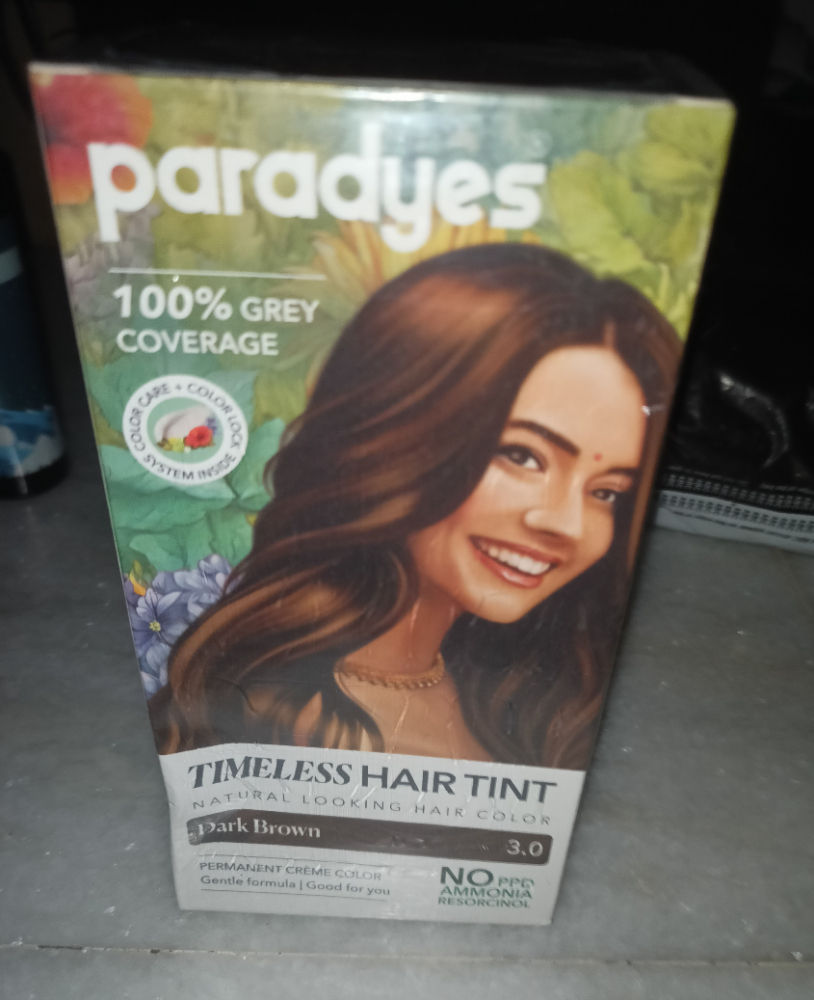 paradyes
100% GREY
COVERAGE
COLOR CARE + COLOR LOCK
SYSTEM INSIDE
TIMELESS HAIR TINT
NATURAL LOOKING HAIR COLOR
Dark Brown 3.0
PERMANENT CRÈME COLOR
Gentle formula | Good for you
NO PPD
AMMONIA
RESORCINOL